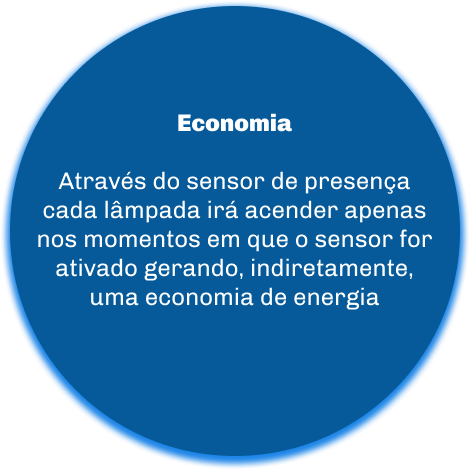 Economia
Através do sensor de presença
cada lâmpada irá acender apenas
nos momentos em que o sensor for
ativado gerando, indiretamente,
uma economia de energia